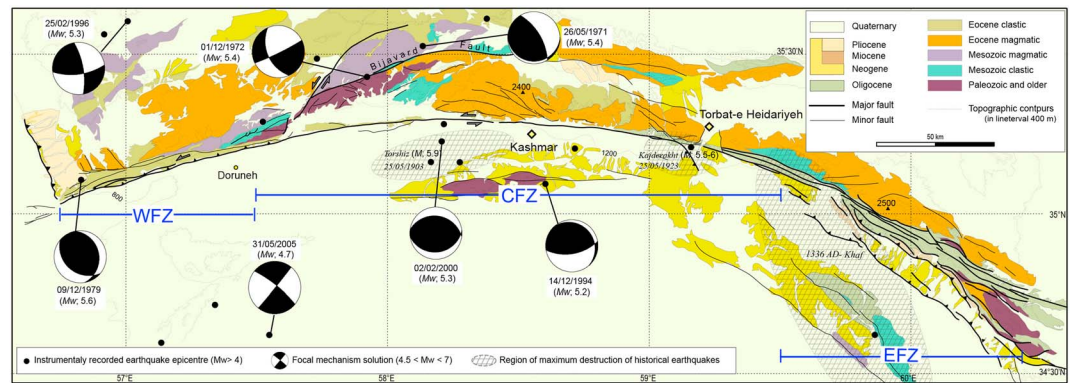 25/02/1996
(Mw; 5.3)
01/12/1972
(Mw; 5.4)
26/05/1971
(Mw; 5.4)
Bijavard Fault
Quaternary
Pliocene
Miocene
Neogene
Oligocene
Major fault
Minor fault
Eocene clastic
Eocene magmatic
Mesozoic magmatic
Mesozoic clastic
Paleozoic and older
Topographic contpurs
(in lineterval 400 m)
50 km
35°30'N
2400
Torbat-e Heidariyeh
Kashmar
Torshiz (M; 5.9)
25/05/1903
1200
Kajderakht (M; 5.5-6)
25/05/1923
Doruneh
600
WFZ
CFZ
2500
35°N
1336 AD- Khaf
09/12/1979
(Mw; 5.6)
31/05/2005
(Mw; 4.7)
02/02/2000
(Mw; 5.3)
14/12/1994
(Mw; 5.2)
EFZ
Instrumentaly recorded earthquake epicentre (Mw> 4)
Focal mechanism solution (4.5 < Mw < 7)
Region of maximum destruction of historical earthquakes
57°E
58°E
59°E
60°E
34°30'N